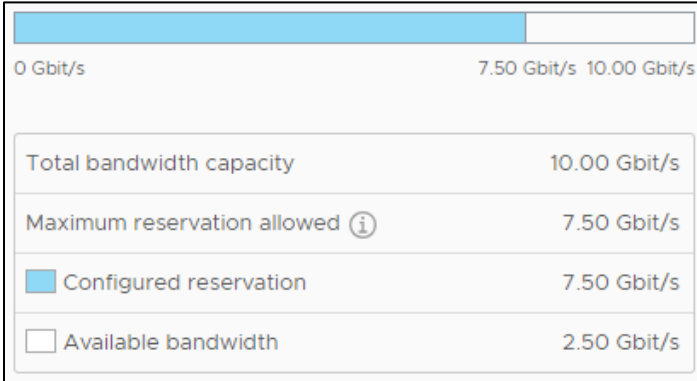 0 Gbit/s 7.50 Gbit/s 10.00 Gbit/s
Total bandwidth capacity 10.00 Gbit/s
Maximum reservation allowed 7.50 Gbit/s
Configured reservation 7.50 Gbit/s
Available bandwidth 2.50 Gbit/s